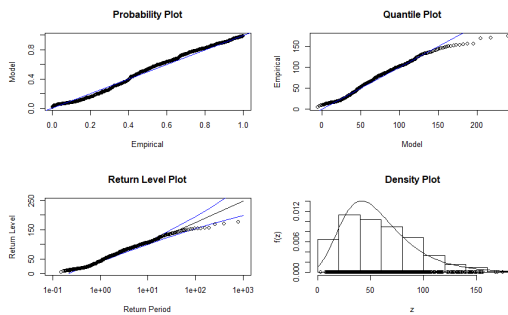 Probability Plot
Model
0.0 0.4 0.8
0.0 0.2 0.4 0.6 0.8 1.0
Empirical
Quantile Plot
Empirical
0 50 100 150
0 50 100 150 200
Model
Return Level Plot
Return Level
0 50 150 250
1e-01 1e+00 1e+01 1e+02 1e+03
Return Period
Density Plot
f(z)
0.000 0.006 0.012
0 50 100 150
z